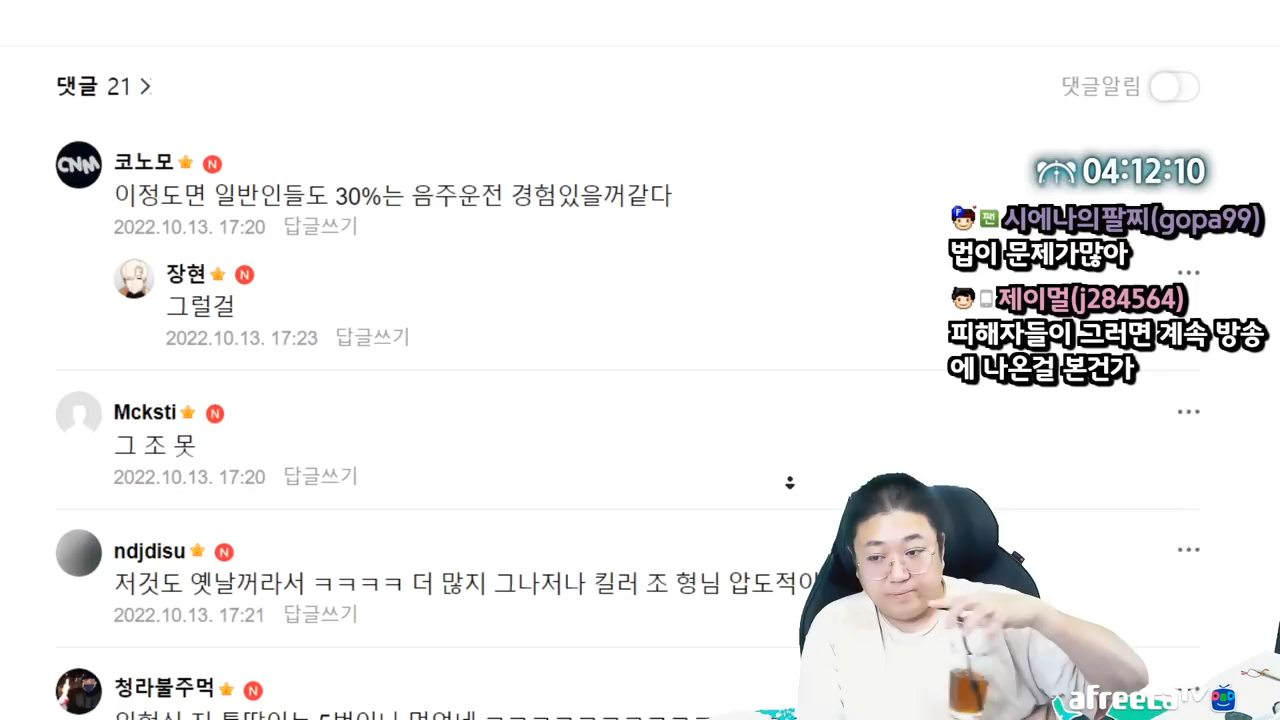 댓글 21
댓글알림
CNM
코노모 N
이정도면 일반인들도 30%는 음주운전 경험있을꺼같다
2022.10.13. 17:20 답글쓰기
장현 N
그럴걸
2022.10.13. 17:23 답글쓰기
Mcksti N
그 조 못
2022.10.13. 17:20 답글쓰기
ndjdisu N
저것도 옛날꺼라서 ㅋㅋㅋㅋ 더 많지 그나저나 킬러 조 형님 압도적이
2022.10.13. 17:21 답글쓰기
청라불주먹 N
04:12:10
팬 시에나의팔찌(gopa99)
법이 문제가많아
제이멀(j284564)
피해자들이 그러면 계속 방송
에 나온걸 본건가
afreecaTV